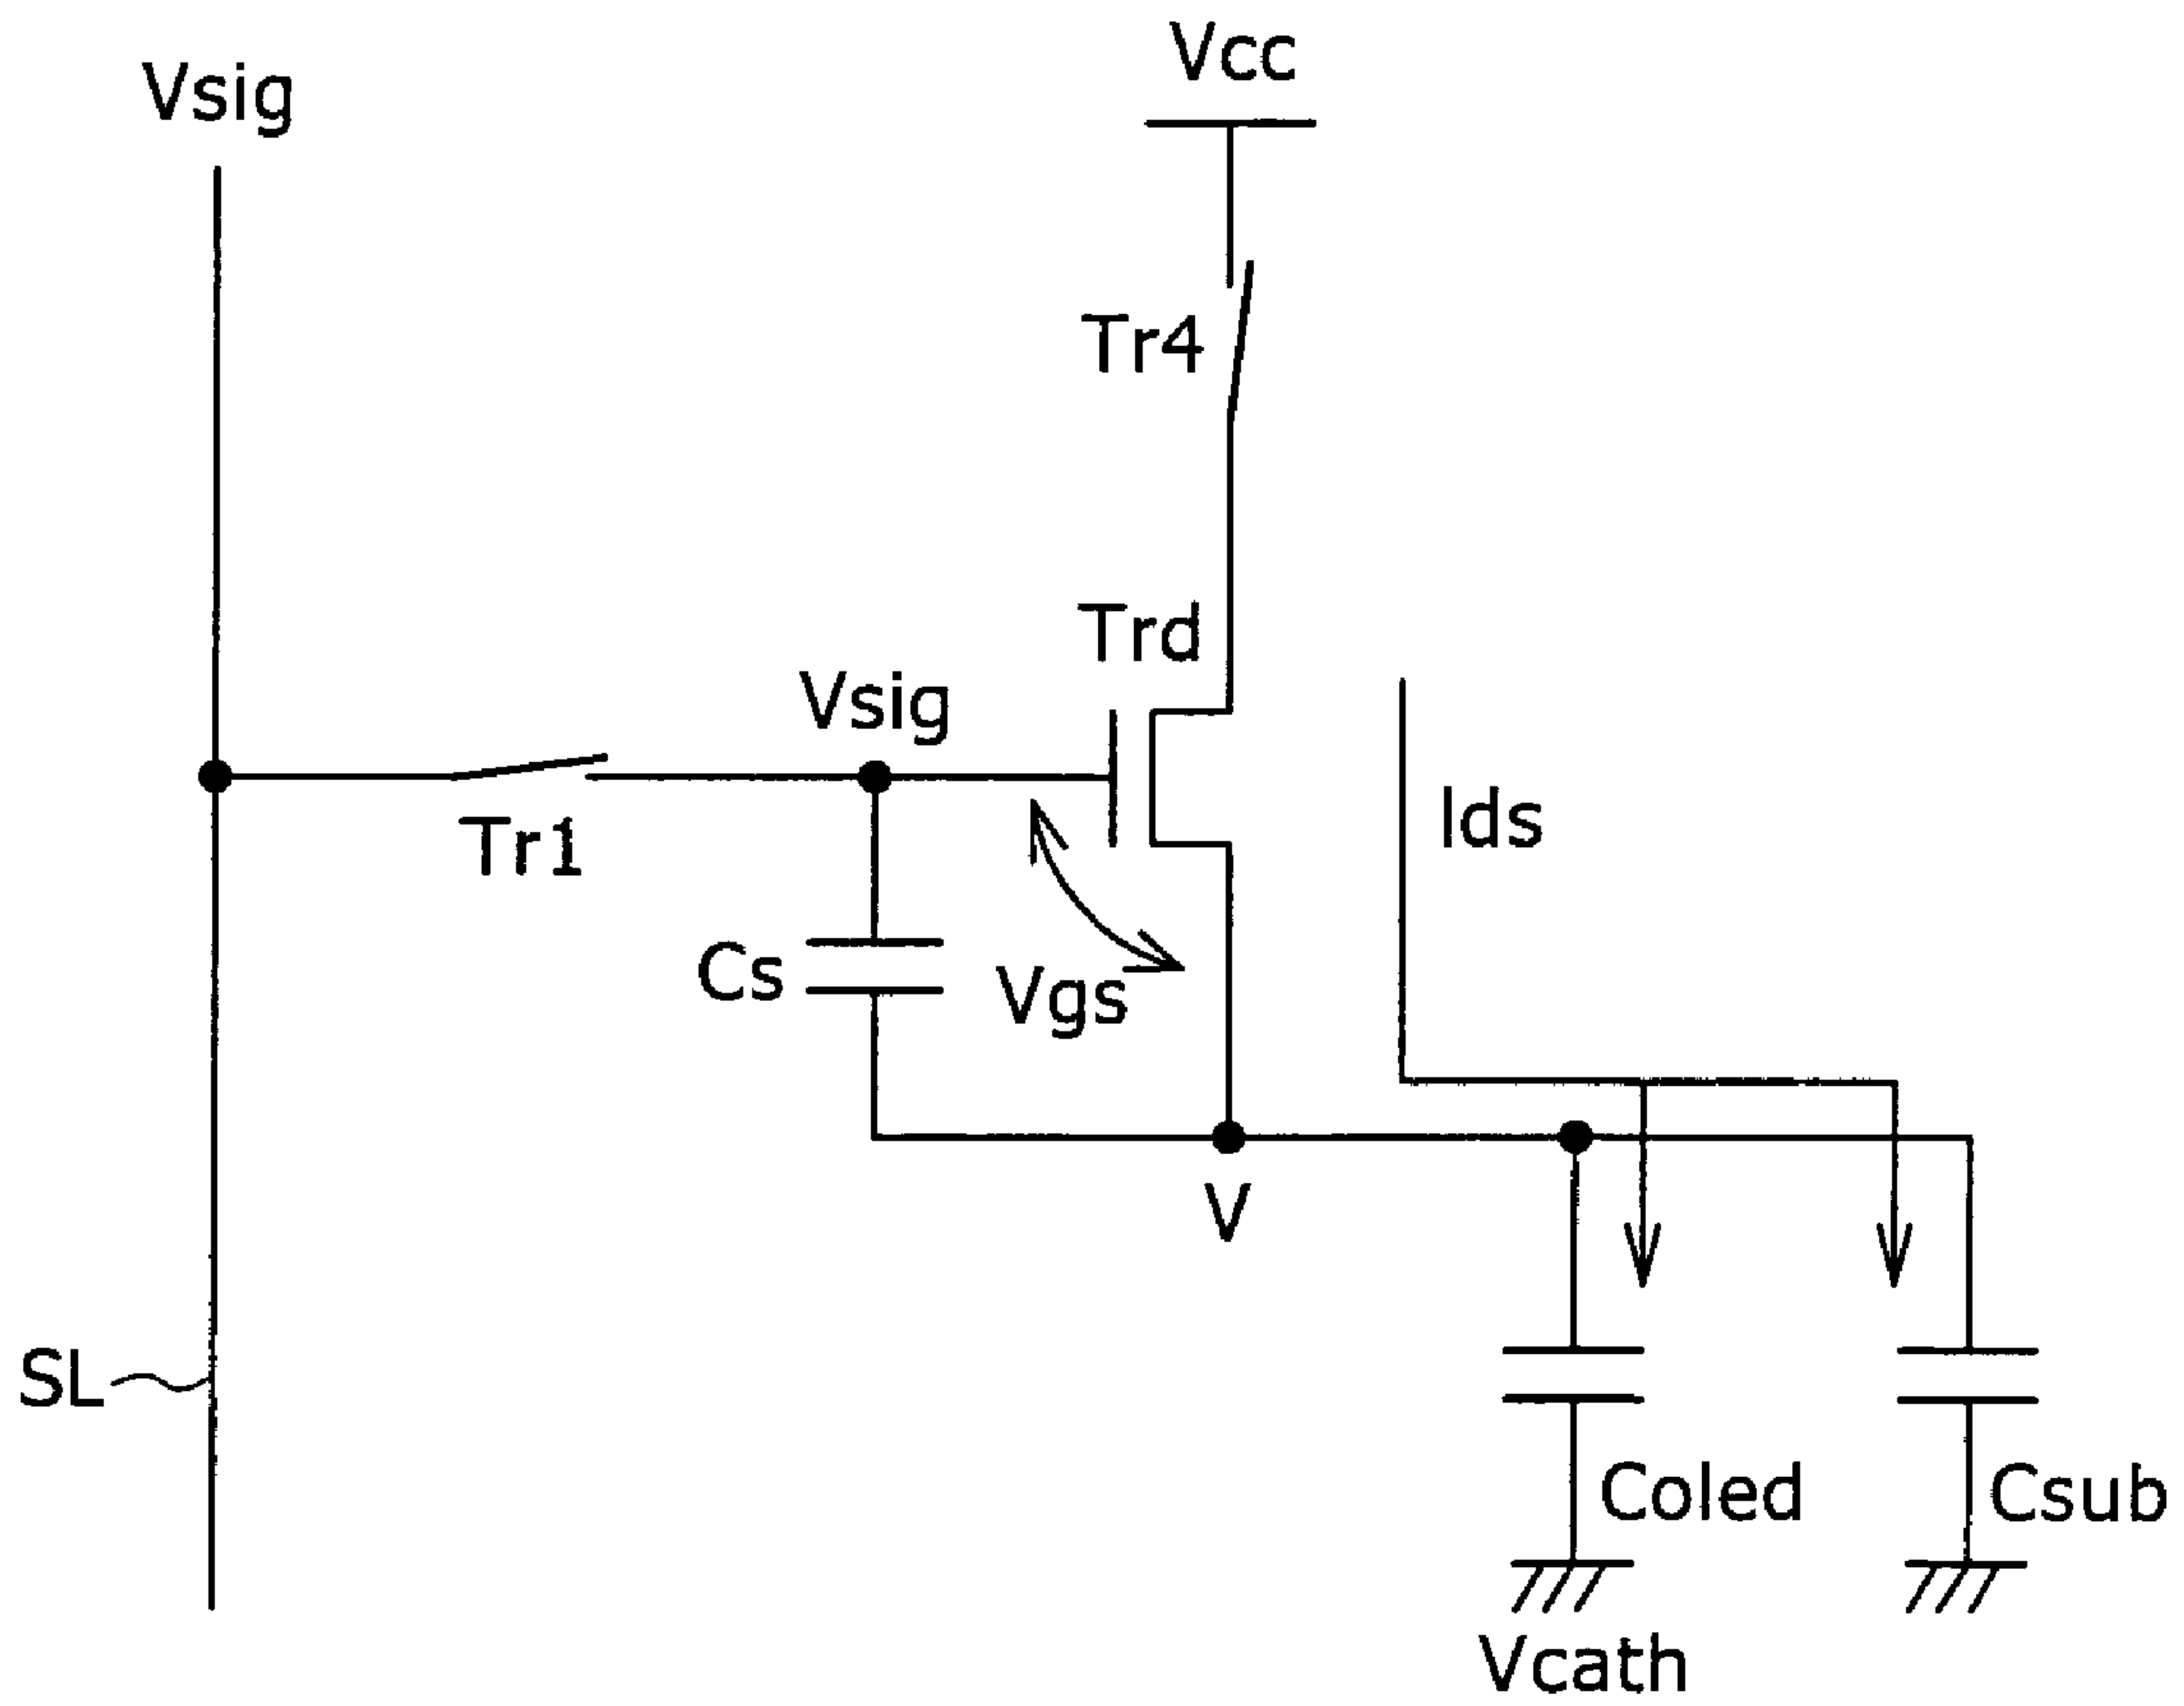 Vcc
Vsig
Tr4
Trd
Vsig
Ids
Tr1
Cs
Vgs
V
SL
Coled
Csub
Vcath